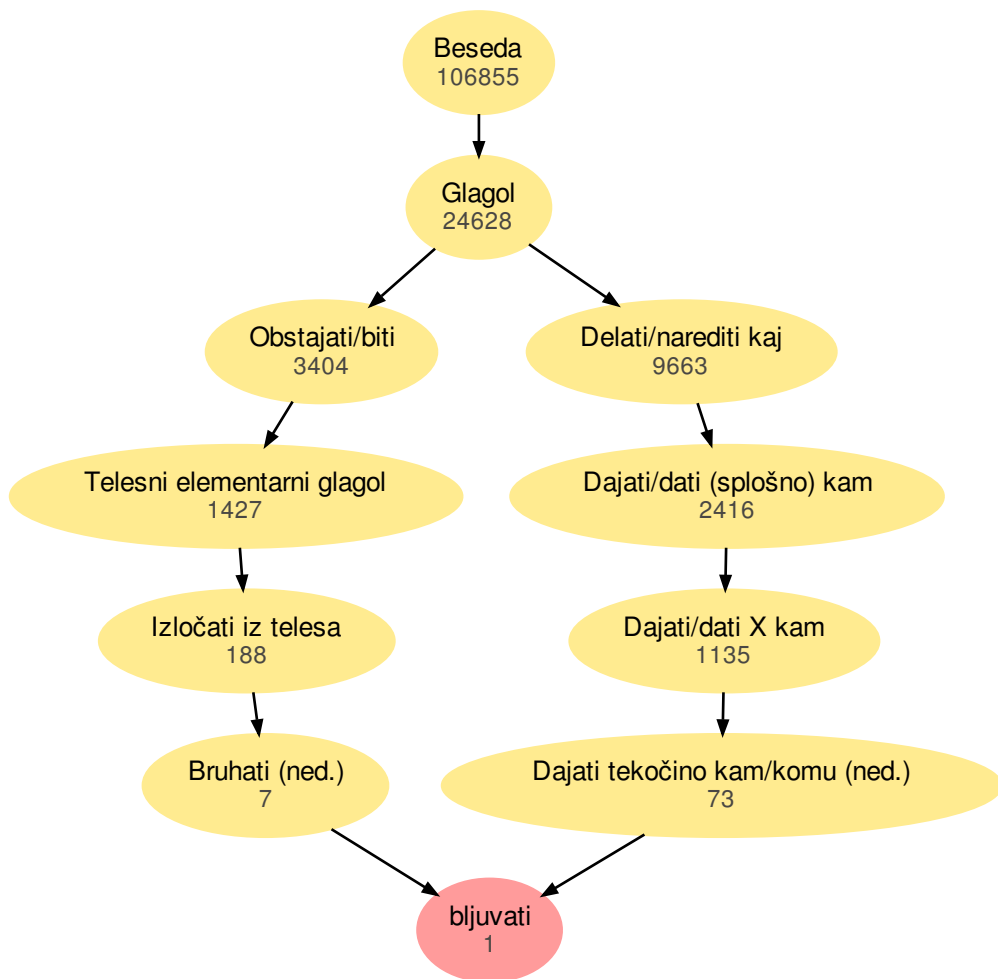 Beseda
106855
Glagol
24628
Obstajati/biti
3404
Delati/narediti kaj
9663
Telesni elementarni glagol
1427
Dajati/dati (splošno) kam
2416
Izločati iz telesa
188
Dajati/dati X kam
1135
Bruhati (ned.)
7
Dajati tekočino kam/komu (ned.)
73
bljuvati
1